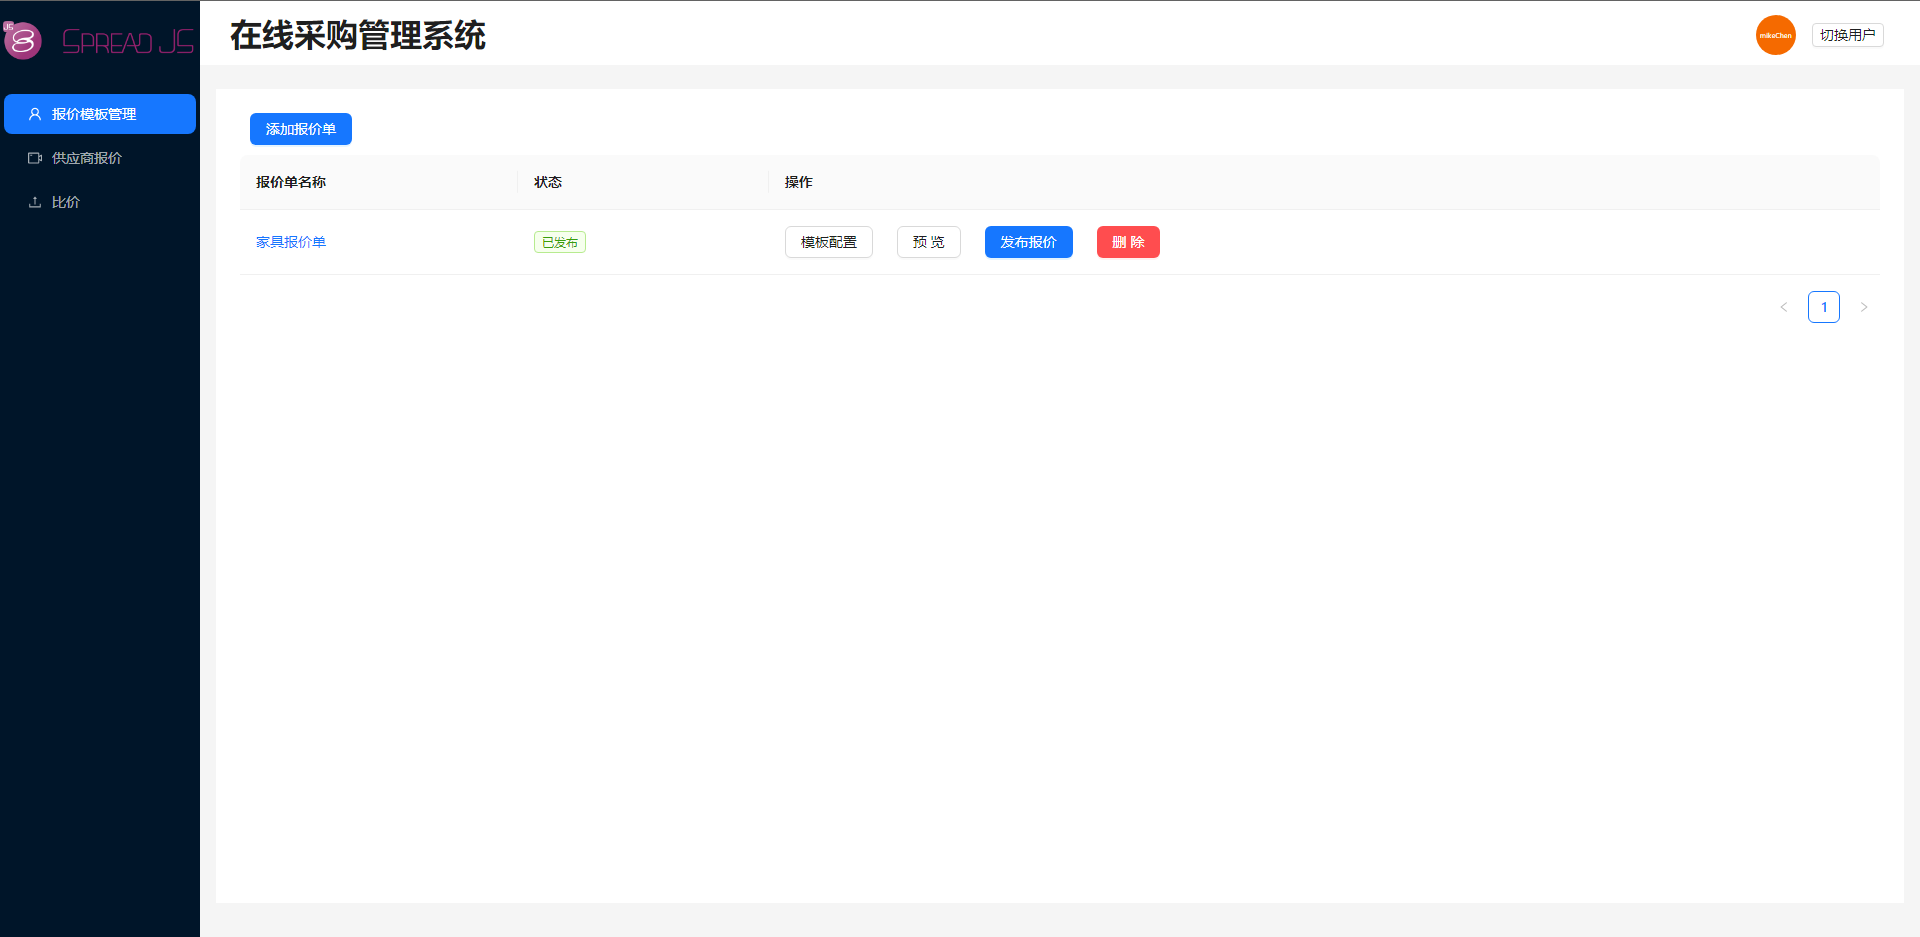 JS
SPREAD JS
在线采购管理系统
mikeChen
切换用户
报价模板管理
供应商报价
比价
添加报价单
报价单名称
状态
操作
家具报价单
已发布
模板配置
预 览
发布报价
删 除
1